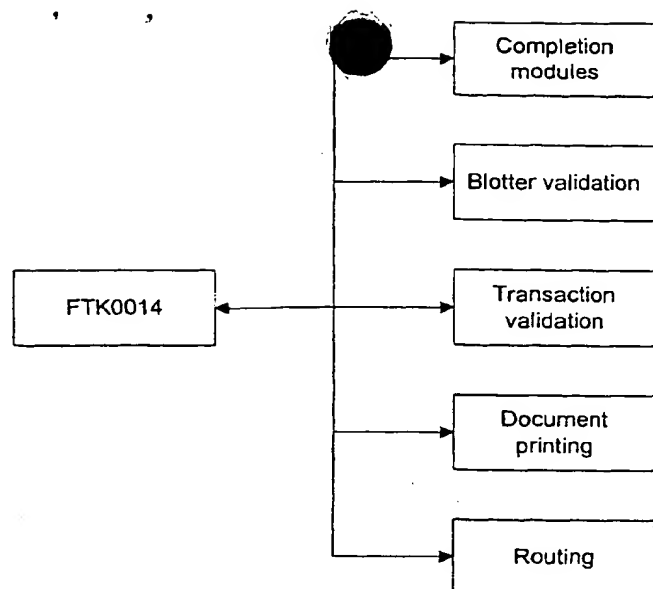 Completion
modules
Blotter validation
FTK0014
Transaction
validation
Document
printing
Routing